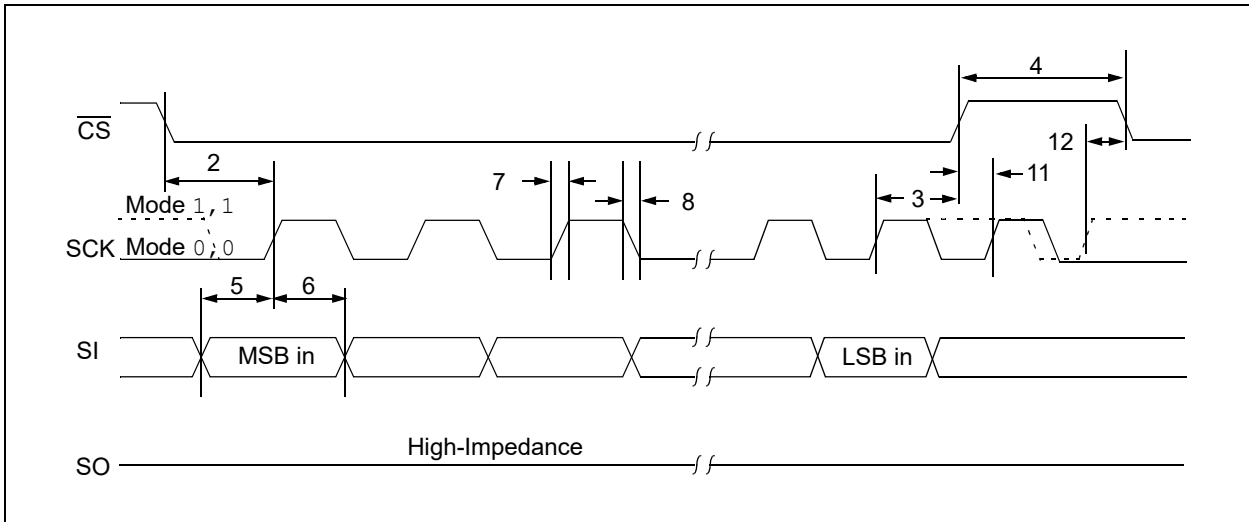 4
CS
12
2
11
7
8
3
Mode 1,1
SCK Mode 0,0
5
6
SI
MSB in
LSB in
High-Impedance
SO